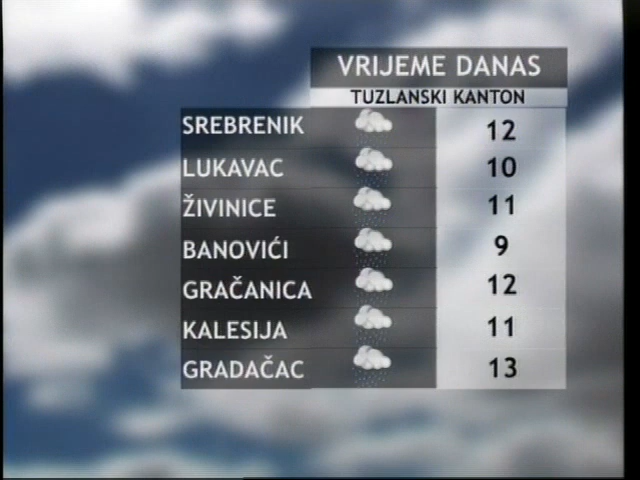 VRIJEME DANAS
TUZLANSKI KANTON
SREBRENIK 12
LUKAVAC 10
ŽIVINICE 11
BANOVIĆI 9
GRAČANICA 12
KALESIJA 11
GRADAČAC 13